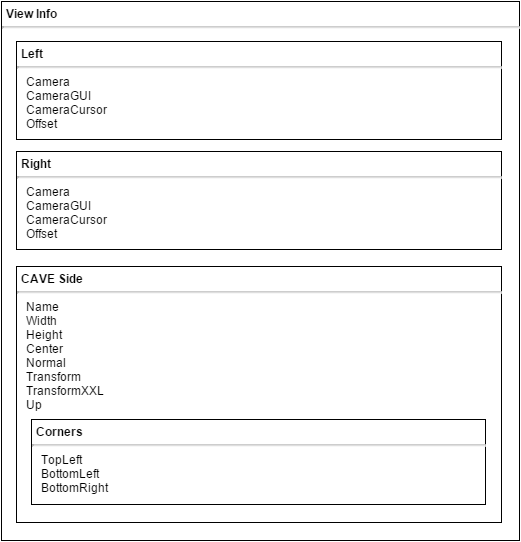 View Info
Left
Camera
CameraGUI
CameraCursor
Offset
Right
Camera
CameraGUI
CameraCursor
Offset
CAVE Side
Name
Width
Height
Center
Normal
Transform
TransformXXL
Up
Corners
TopLeft
BottomLeft
BottomRight